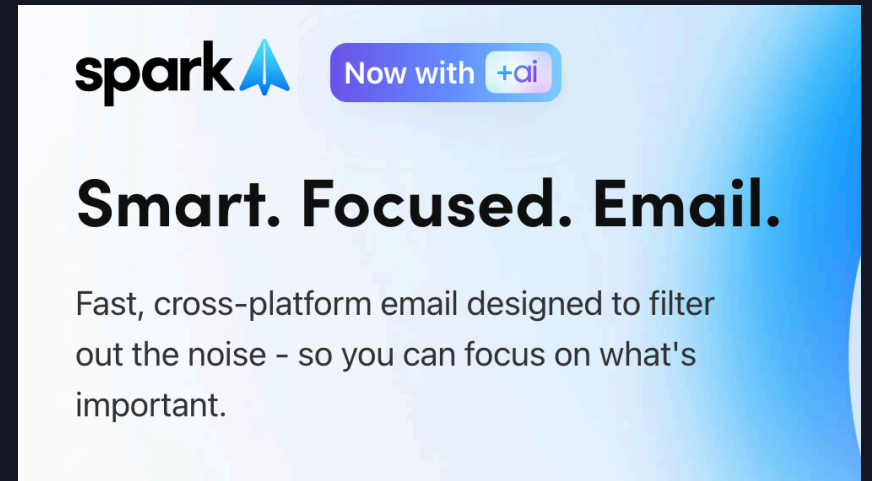 spark
Now with +ai
Smart. Focused. Email.
Fast, cross-platform email designed to filter
out the noise - so you can focus on what's
important.